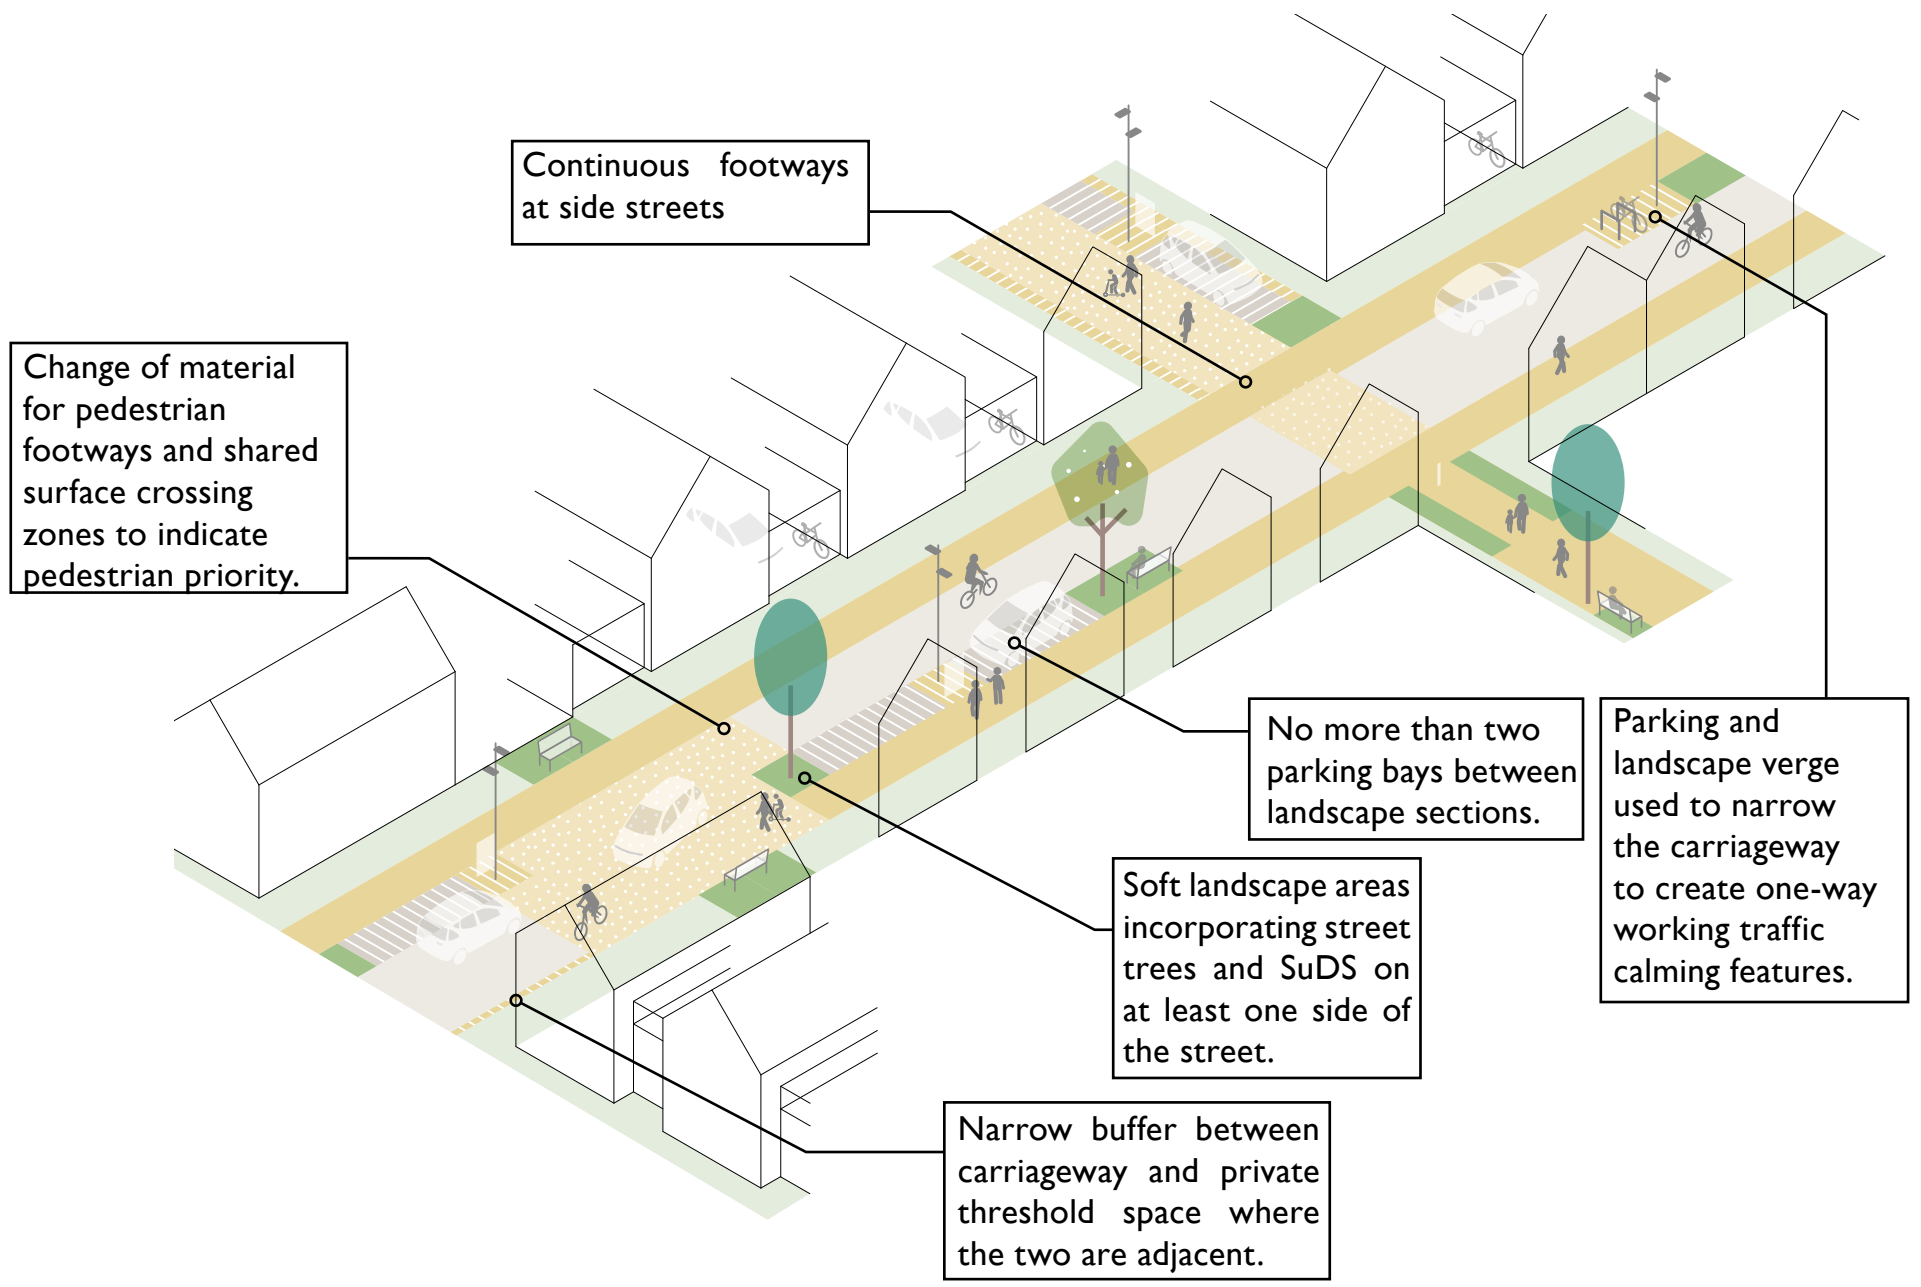 Continuous footways
at side streets
Change of material
for pedestrian
footways and shared
surface crossing
zones to indicate
pedestrian priority.
No more than two
parking bays between
landscape sections.
Parking and
landscape verge
used to narrow
the carriageway
to create one-way
working traffic
calming features.
Soft landscape areas
incorporating street
trees and SuDS on
at least one side of
the street.
Narrow buffer between
carriageway and private
threshold space where
the two are adjacent.